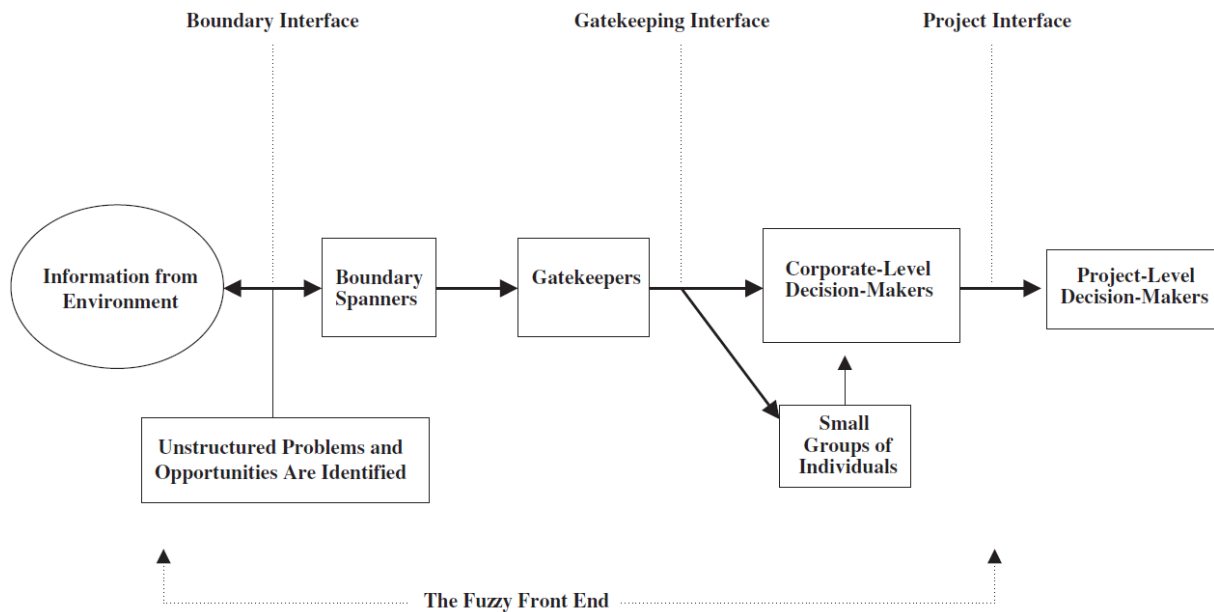 Boundary Interface
Gatekeeping Interface
Project Interface
Information from
Environment
Boundary
Spanners
Gatekeepers
Corporate-Level
Decision-Makers
Project-Level
Decision-Makers
Small
Groups of
Individuals
Unstructured Problems and
Opportunities Are Identified
The Fuzzy Front End